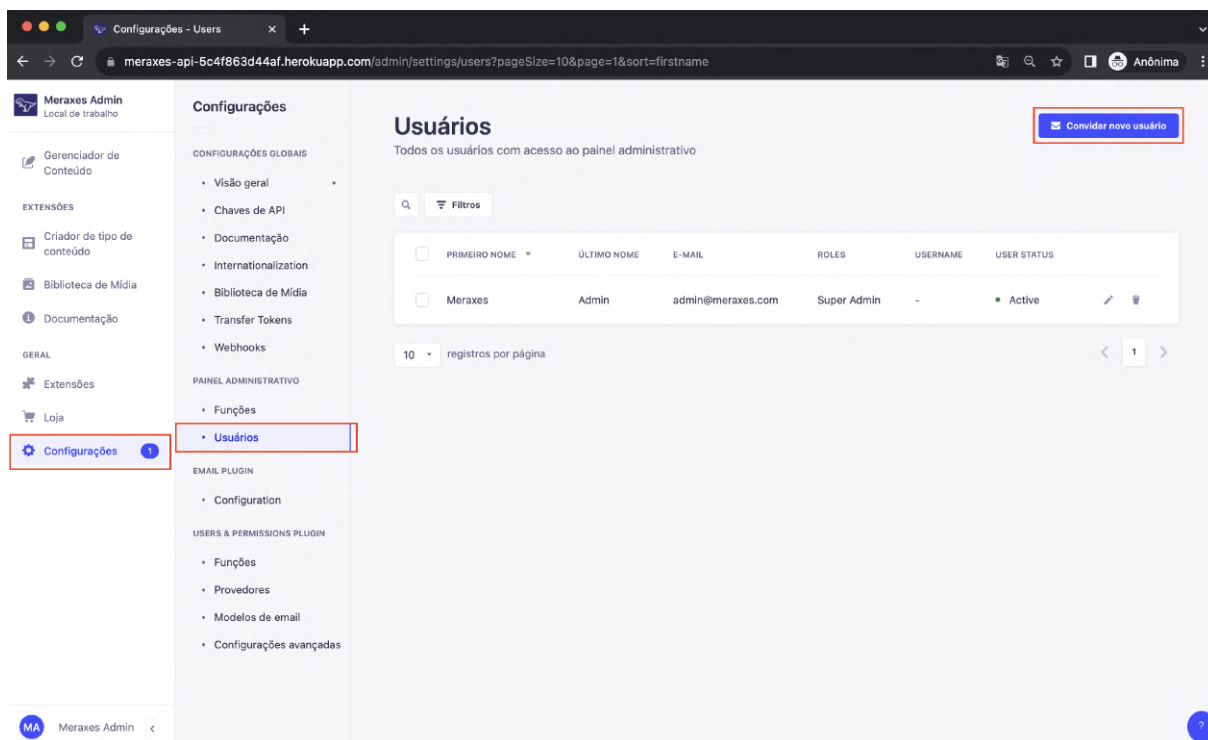 Configurações - Users
meraxes-api-5c4f863d44af.herokuapp.com/admin/settings/users?pageSize=10&page=1&sort=firstname
Anônima
Meraxes Admin
Local de trabalho
Gerenciador de
Conteúdo
EXTENSÕES
Criador de tipo de
conteúdo
Biblioteca de Mídia
Documentação
GERAL
Extensões
Loja
Configurações 1
MA Meraxes Admin
Configurações
CONFIGURAÇÕES GLOBAIS
Visão geral
Chaves de API
Documentação
Internationalization
Biblioteca de Mídia
Transfer Tokens
Webhooks
PAINEL ADMINISTRATIVO
Funções
Usuários
EMAIL PLUGIN
Configuration
USERS & PERMISSIONS PLUGIN
Funções
Provedores
Modelos de email
Configurações avançadas
Usuários
Todos os usuários com acesso ao painel administrativo
Convidar novo usuário
Filtros
PRIMEIRO NOME ÚLTIMO NOME E-MAIL ROLES USERNAME USER STATUS
Meraxes Admin admin@meraxes.com Super Admin - Active
10 registros por página
1
?